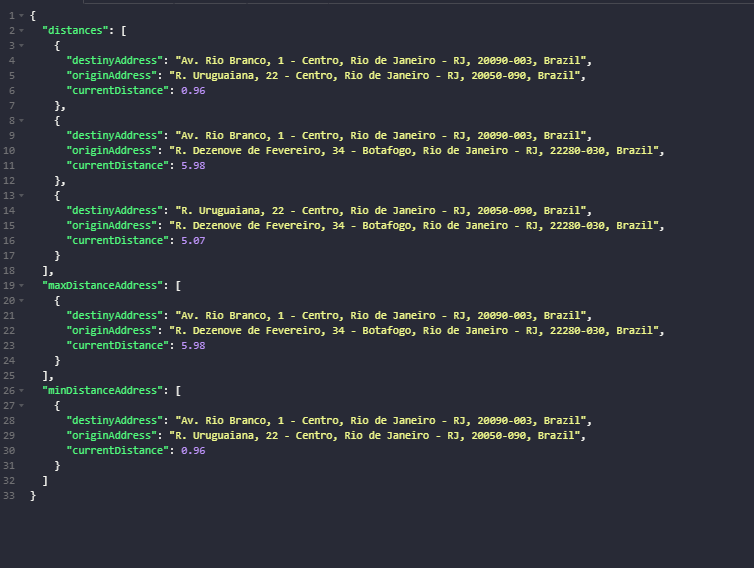 1 {
2 "distances": [
3 {
4 "destinyAddress": "Av. Rio Branco, 1 - Centro, Rio de Janeiro - RJ, 20090-003, Brazil",
5 "originAddress": "R. Uruguaiana, 22 - Centro, Rio de Janeiro - RJ, 20050-090, Brazil",
6 "currentDistance": 0.96
7 },
8 {
9 "destinyAddress": "Av. Rio Branco, 1 - Centro, Rio de Janeiro - RJ, 20090-003, Brazil",
10 "originAddress": "R. Dezenove de Fevereiro, 34 - Botafogo, Rio de Janeiro - RJ, 22280-030, Brazil",
11 "currentDistance": 5.98
12 },
13 {
14 "destinyAddress": "R. Uruguaiana, 22 - Centro, Rio de Janeiro - RJ, 20050-090, Brazil",
15 "originAddress": "R. Dezenove de Fevereiro, 34 - Botafogo, Rio de Janeiro - RJ, 22280-030, Brazil",
16 "currentDistance": 5.07
17 }
18 ],
19 "maxDistanceAddress": [
20 {
21 "destinyAddress": "Av. Rio Branco, 1 - Centro, Rio de Janeiro - RJ, 20090-003, Brazil",
22 "originAddress": "R. Dezenove de Fevereiro, 34 - Botafogo, Rio de Janeiro - RJ, 22280-030, Brazil",
23 "currentDistance": 5.98
24 }
25 ],
26 "minDistanceAddress": [
27 {
28 "destinyAddress": "Av. Rio Branco, 1 - Centro, Rio de Janeiro - RJ, 20090-003, Brazil",
29 "originAddress": "R. Uruguaiana, 22 - Centro, Rio de Janeiro - RJ, 20050-090, Brazil",
30 "currentDistance": 0.96
31 }
32 ]
33 }